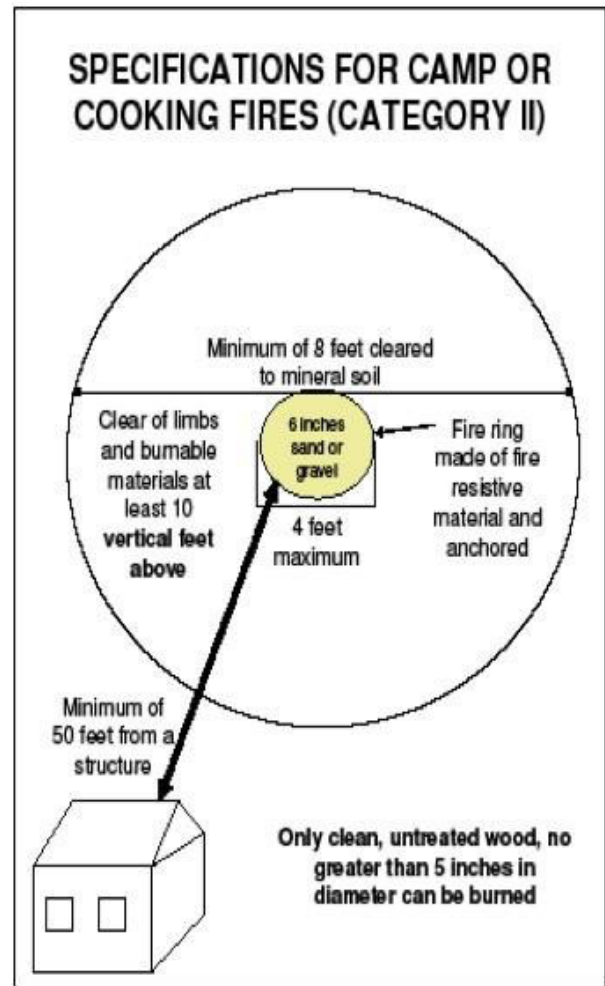 SPECIFICATIONS FOR CAMP OR
COOKING FIRES (CATEGORY II)
Minimum of 8 feet cleared
to mineral soil
Clear of limbs
and burnable
materials at
least 10
vertical feet
above
6 inches
sand or
gravel
Fire ring
made of fire
resistive
material and
anchored
4 feet
maximum
Minimum of
50 feet from a
structure
Only clean, untreated wood, no
greater than 5 inches in
diameter can be burned